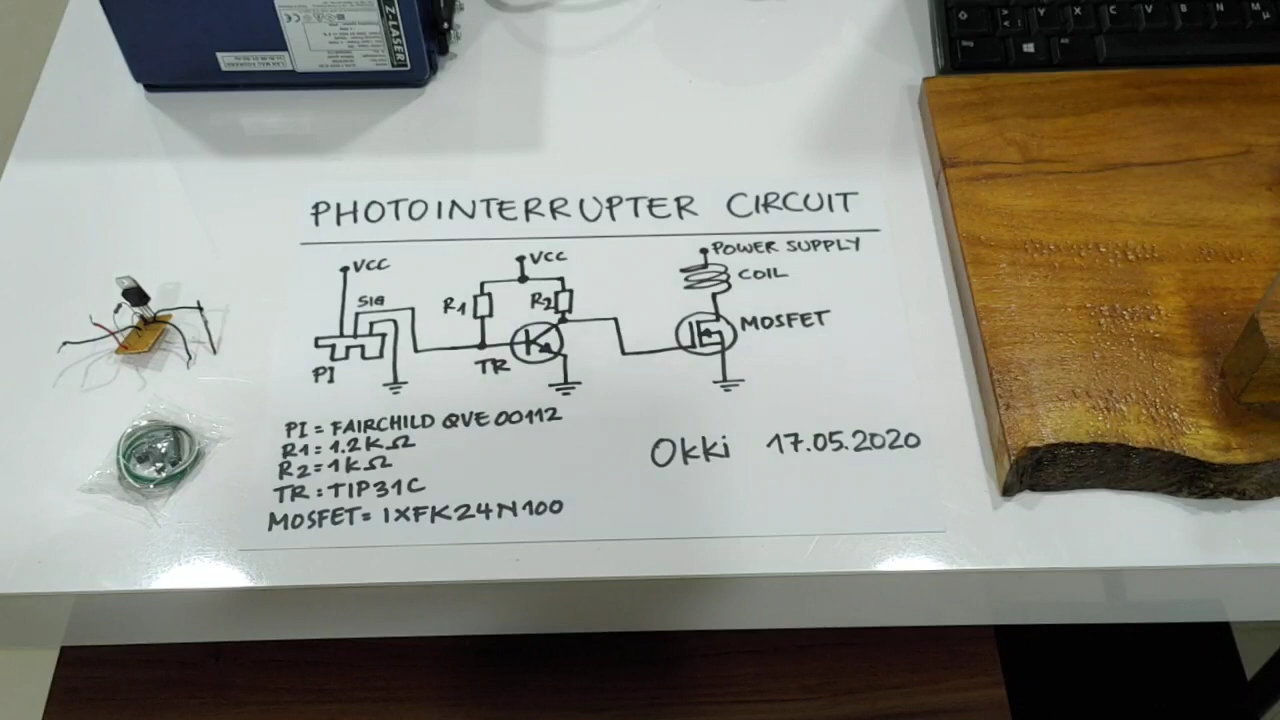 Z-LASER
PHOTOINTERRUPTER CIRCUIT
VCC
SIG
PI
VCC
R1
R2
TR
POWER SUPPLY
COIL
MOSFET
PI = FAIRCHILD QVE 00112
R1: 1.2KΩ
R2=1KΩ
TR: TIP31C
MOSFET= IXFK24N100
Okki 17.05.2020
Y X C V B N M